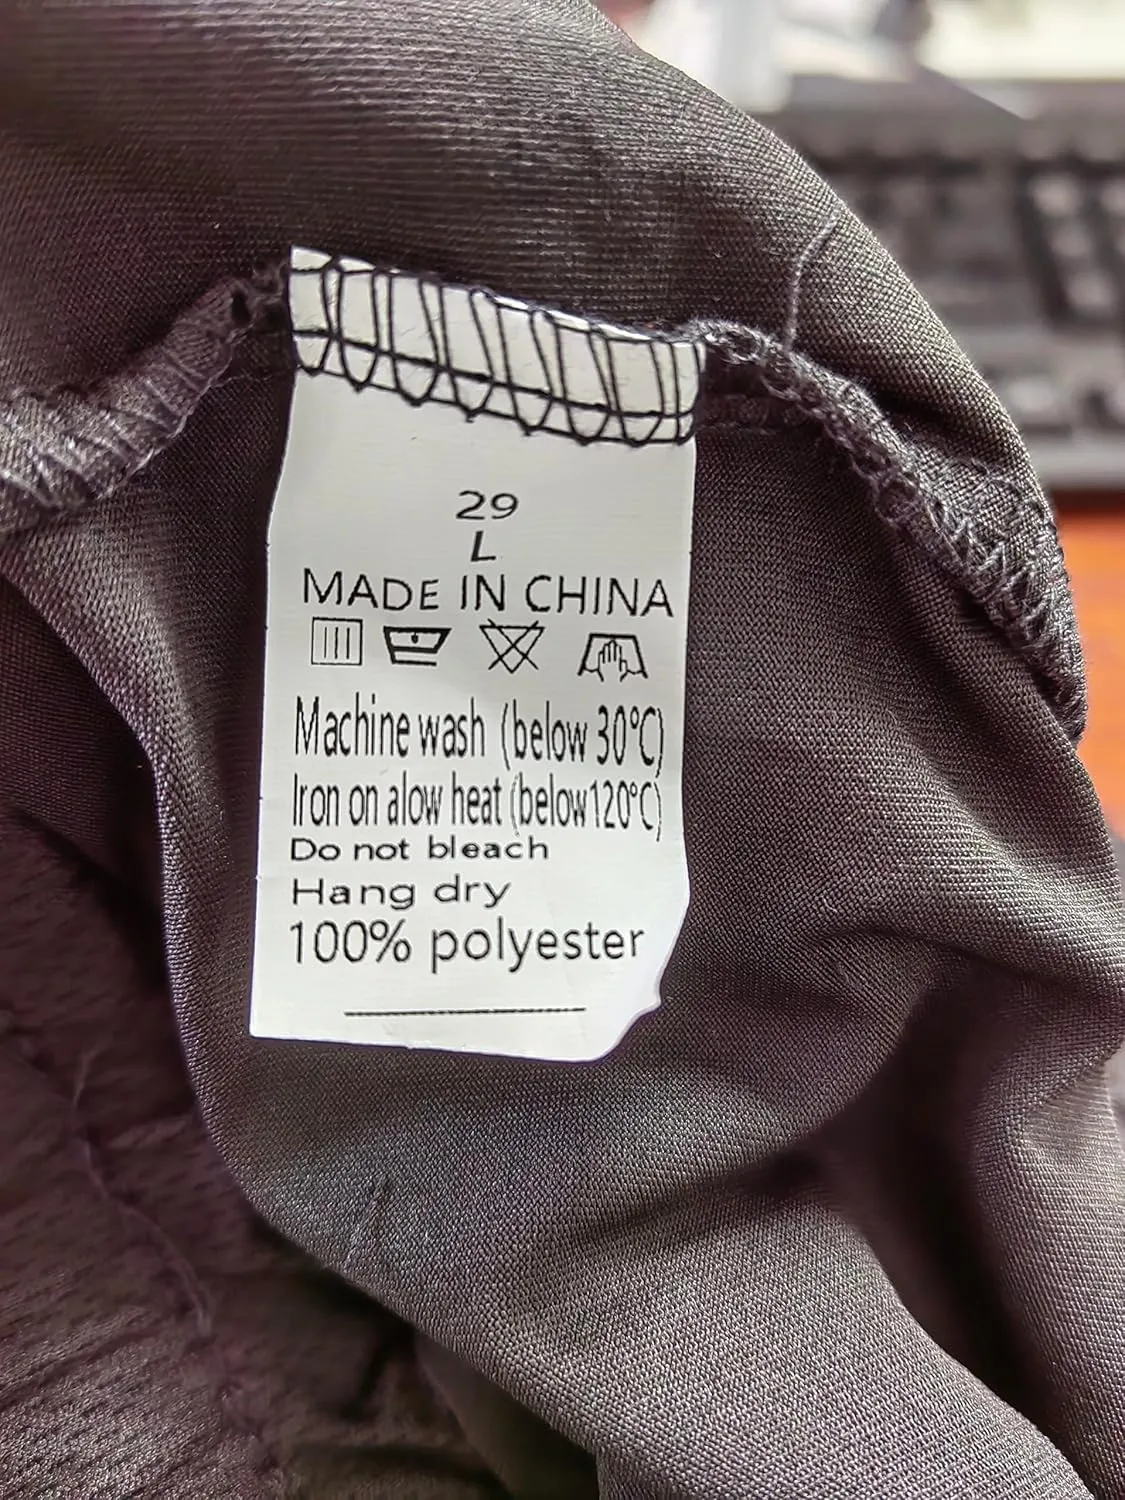 29
L
MADE IN CHINA
Machine wash (below 30°C)
Iron on alow heat (below120°C)
Do not bleach
Hang dry
100% polyester